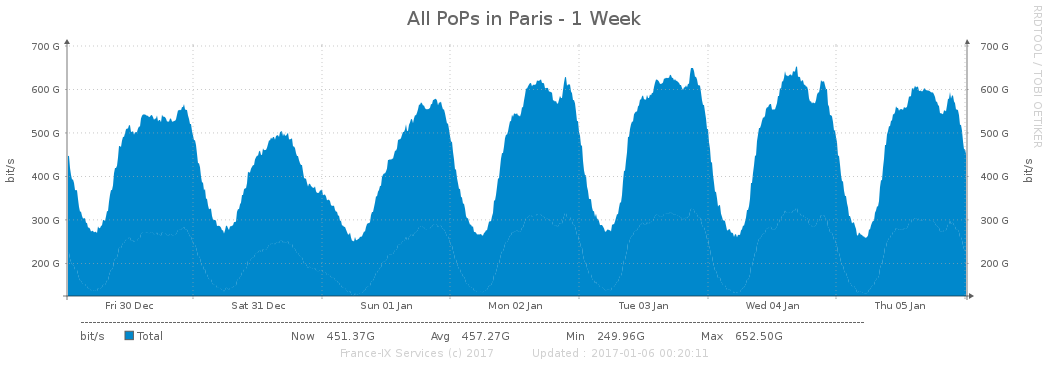 All PoPs in Paris - 1 Week
RRDTOOL / TOBI OETIKER
700 G 700 G
600 G 600 G
500 G 500 G
400 G 400 G
300 G 300 G
200 G 200 G
bit/s
bit/s
Fri 30 Dec Sat 31 Dec Sun 01 Jan Mon 02 Jan Tue 03 Jan Wed 04 Jan Thu 05 Jan
bit/s Total Now 451.37G Avg 457.27G Min 249.96G Max 652.50G
France-IX Services (c) 2017 Updated : 2017-01-06 00:20:11